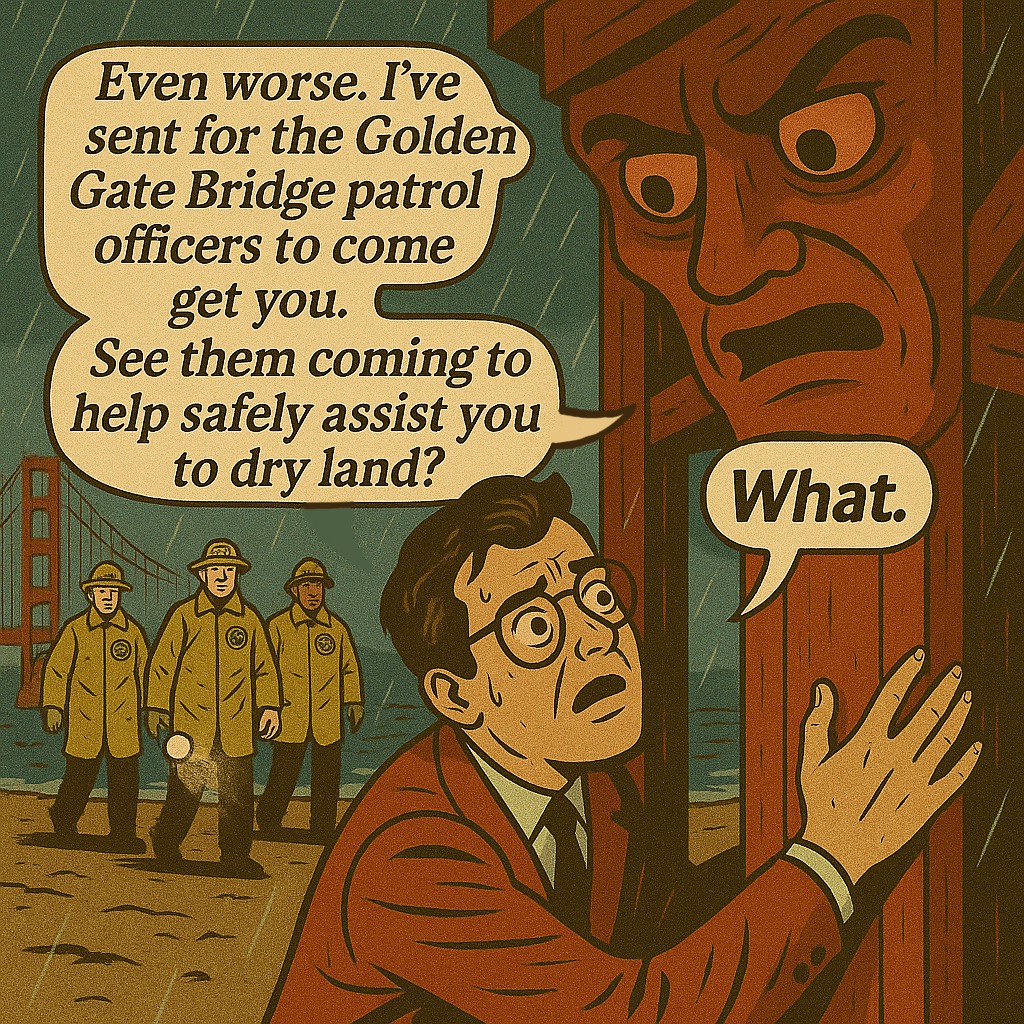 Even worse. I've
sent for the Golden
Gate Bridge patrol
officers to come
get you.
See them coming to
help safely assist you
to dry land?
What.